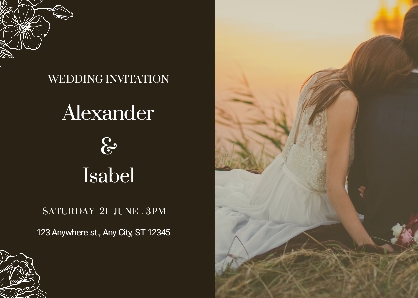 WEDDING INVITATION
Alexander
&
Isabel
SATURDAY 21 JUNE . 3PM
123 Anywhere st., Any City, ST 12345